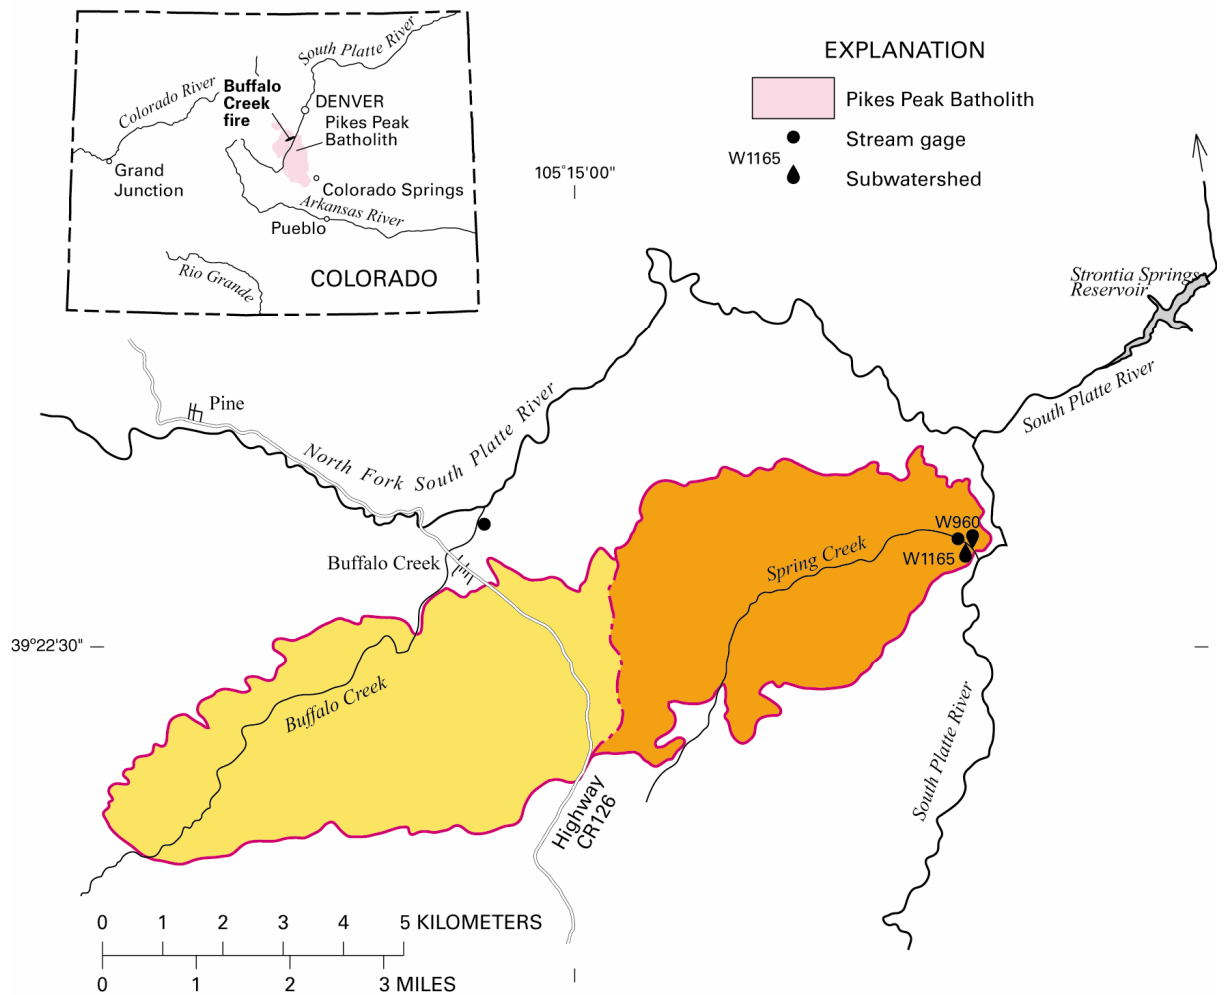 South Platte River
Colorado River
Buffalo
Creek
fire
DENVER
Pikes Peak
Batholith
Grand
Junction
Colorado Springs
Arkansas River
Pueblo
Rio Grande
COLORADO
EXPLANATION
Pikes Peak Batholith
Stream gage
W1165
Subwatershed
105°15'00"
Strontia Springs
Reservoir
South Platte River
Pine
North Fork South Platte River
Buffalo Creek
W960
W1165
Spring Creek
39°22'30"
Buffalo Creek
South Platte River
Highway
CR126
0 1 2 3 4 5 KILOMETERS
0 1 2 3 MILES